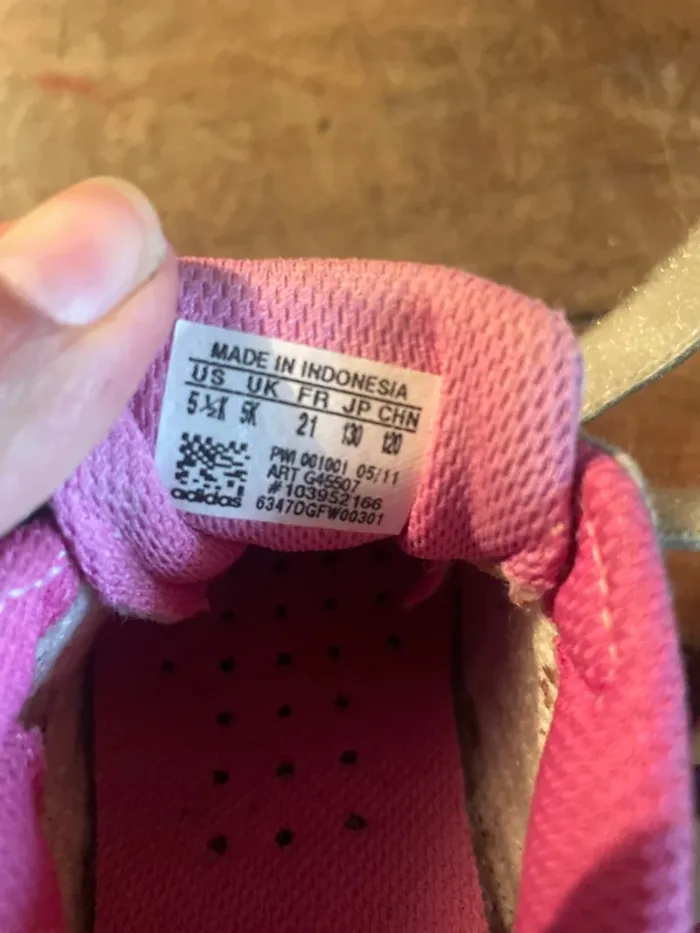 MADE IN INDONESIA
US UK FR JP CHN
5½K 5K 21 130 120
PWI 001001 05/11
ART G45507
#103952166
adidas 6347DGFW00301